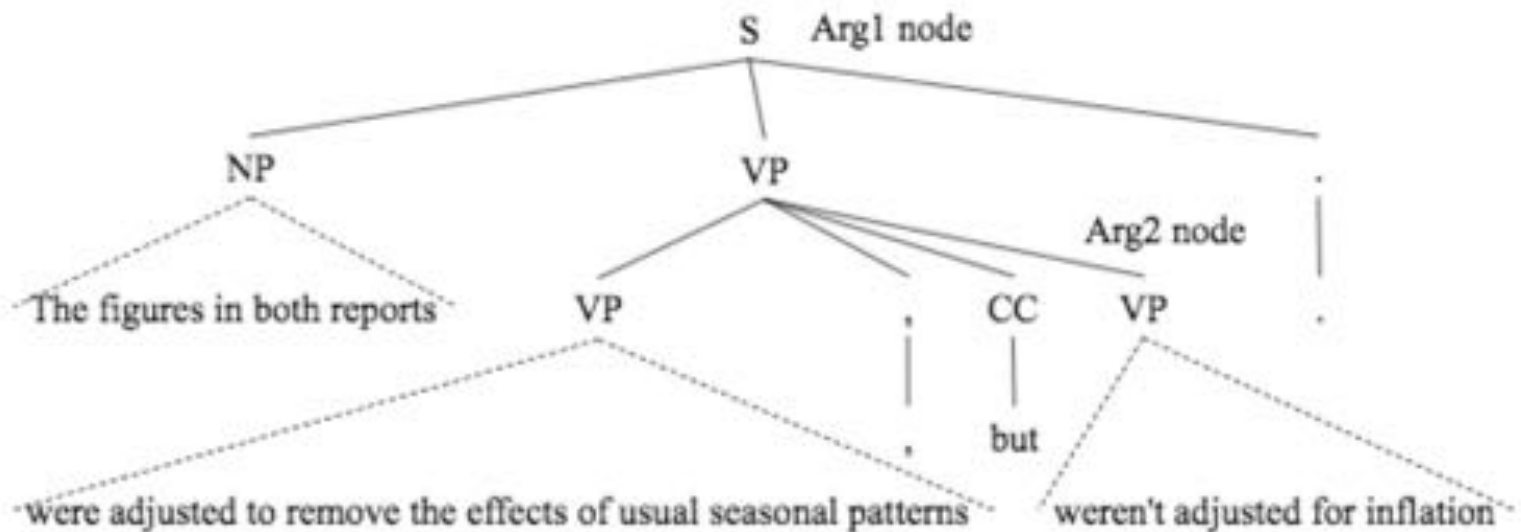 S Arg1 node
NP VP .
Arg2 node
The figures in both reports VP , CC VP .
, but
were adjusted to remove the effects of usual seasonal patterns weren't adjusted for inflation